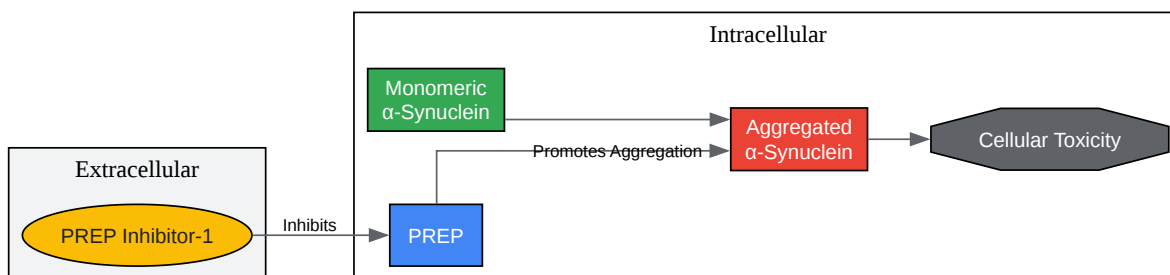 Intracellular
Monomeric
α-Synuclein
Aggregated
α-Synuclein
Cellular Toxicity
Promotes Aggregation
Extracellular
PREP Inhibitor-1
Inhibits
PREP